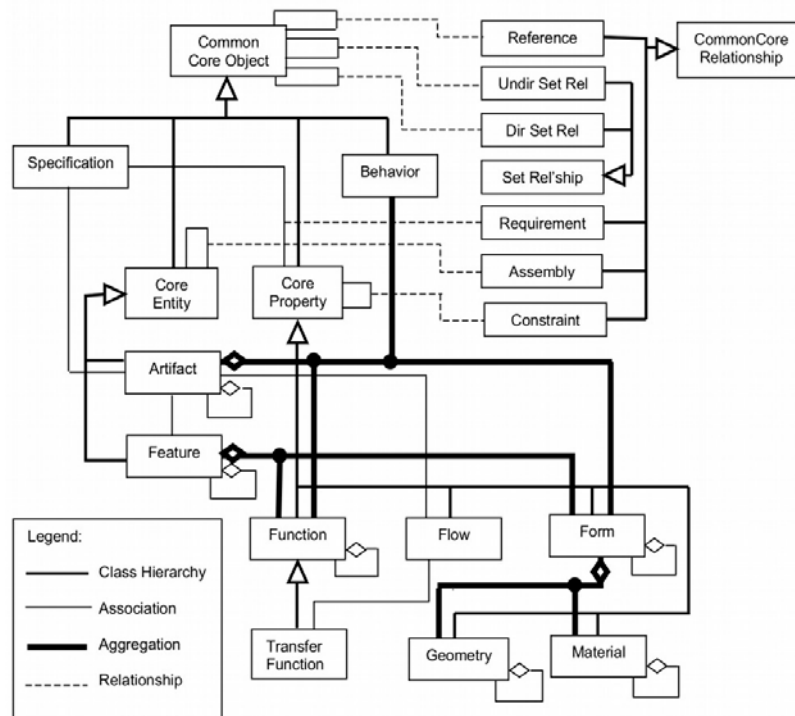 Common
Core Object
Reference
CommonCore
Relationship
Undir Set Rel
Dir Set Rel
Specification
Behavior
Set Rel'ship
Requirement
Core
Entity
Core
Property
Assembly
Constraint
Artifact
Feature
Function
Flow
Form
Transfer
Function
Geometry
Material
Legend:
Class Hierarchy
Association
Aggregation
Relationship